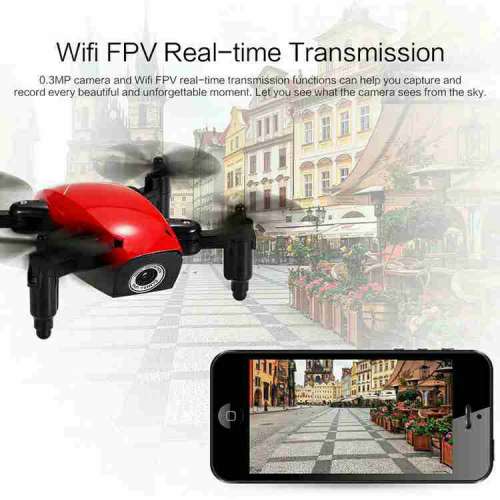 Wifi FPV Real-time Transmission
0.3MP camera and Wifi FPV real-time transmission functions can help you capture and
record every beautiful and unforgettable moment. Let you see what the camera sees from the sky.